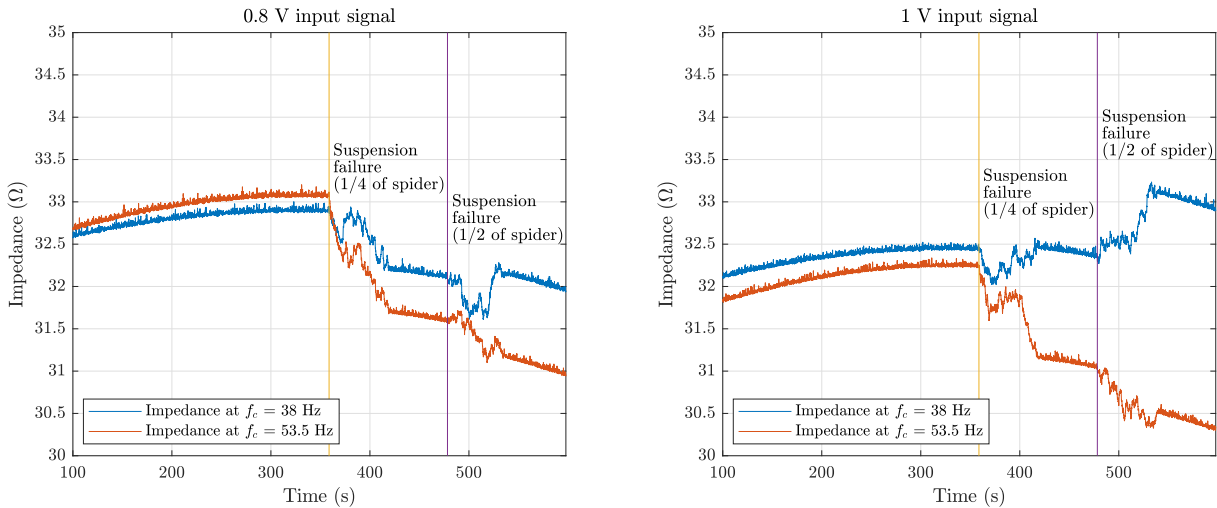 0.8 V input signal
35
34.5
34
33.5
33
32.5
32
31.5
31
30.5
30
Impedance (Ω)
Suspension
failure
(1/4 of spider)
Suspension
failure
(1/2 of spider)
Impedance at f_c = 38 Hz
Impedance at f_c = 53.5 Hz
100 200 300 400 500
Time (s)
1 V input signal
35
34.5
34
33.5
33
32.5
32
31.5
31
30.5
30
Impedance (Ω)
Suspension
failure
(1/2 of spider)
Suspension
failure
(1/4 of spider)
Impedance at f_c = 38 Hz
Impedance at f_c = 53.5 Hz
100 200 300 400 500
Time (s)